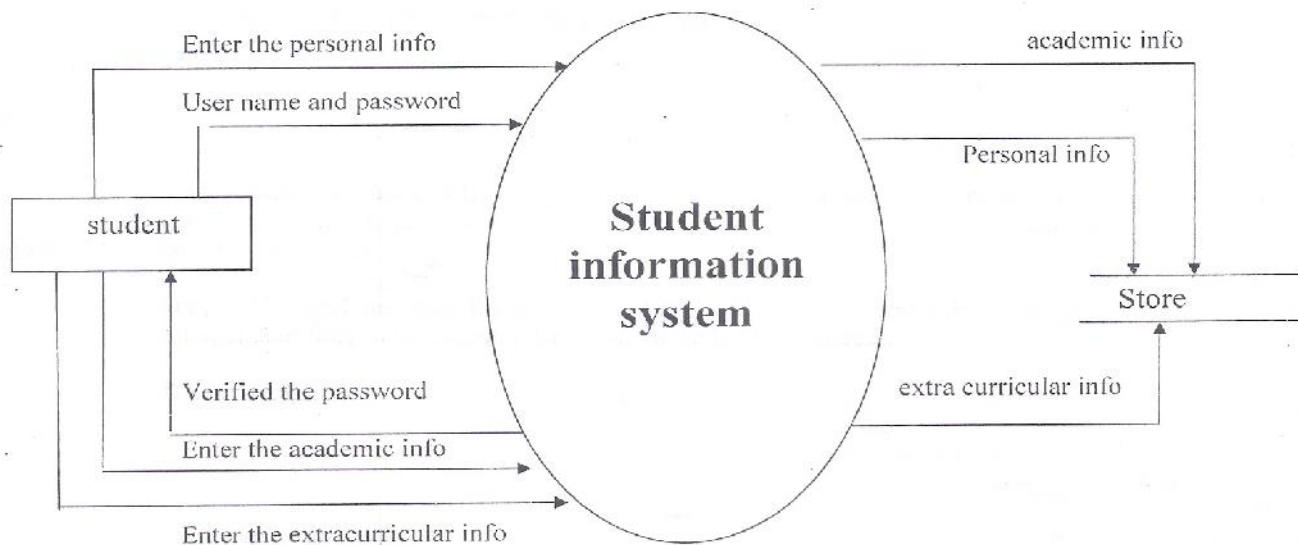 Enter the personal info
academic info
User name and password
Personal info
student
Student
information
system
Store
Verified the password
extra curricular info
Enter the academic info
Enter the extracurricular info